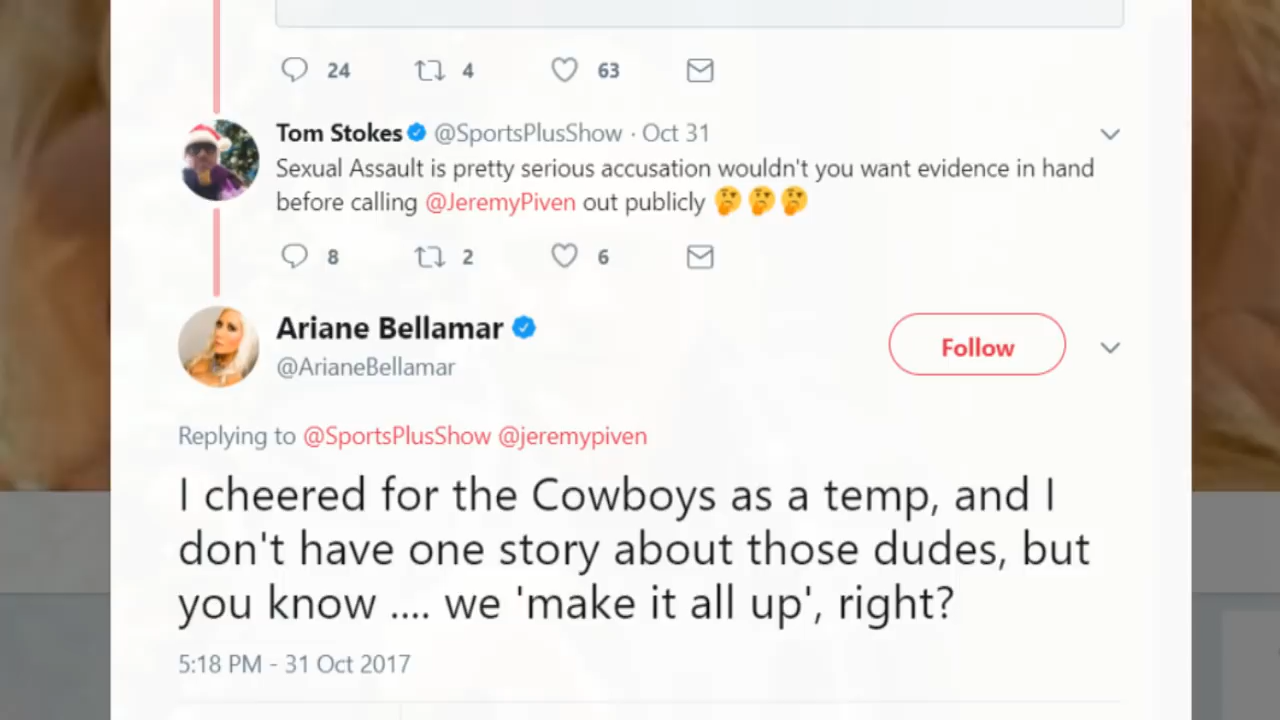 24 4 63
Tom Stokes @SportsPlusShow · Oct 31
Sexual Assault is pretty serious accusation wouldn't you want evidence in hand
before calling @JeremyPiven out publicly 🤔🤔🤔
8 2 6
Ariane Bellamar
@ArianeBellamar
Follow
Replying to @SportsPlusShow @jeremypiven
I cheered for the Cowboys as a temp, and I
don't have one story about those dudes, but
you know .... we 'make it all up', right?
5:18 PM - 31 Oct 2017